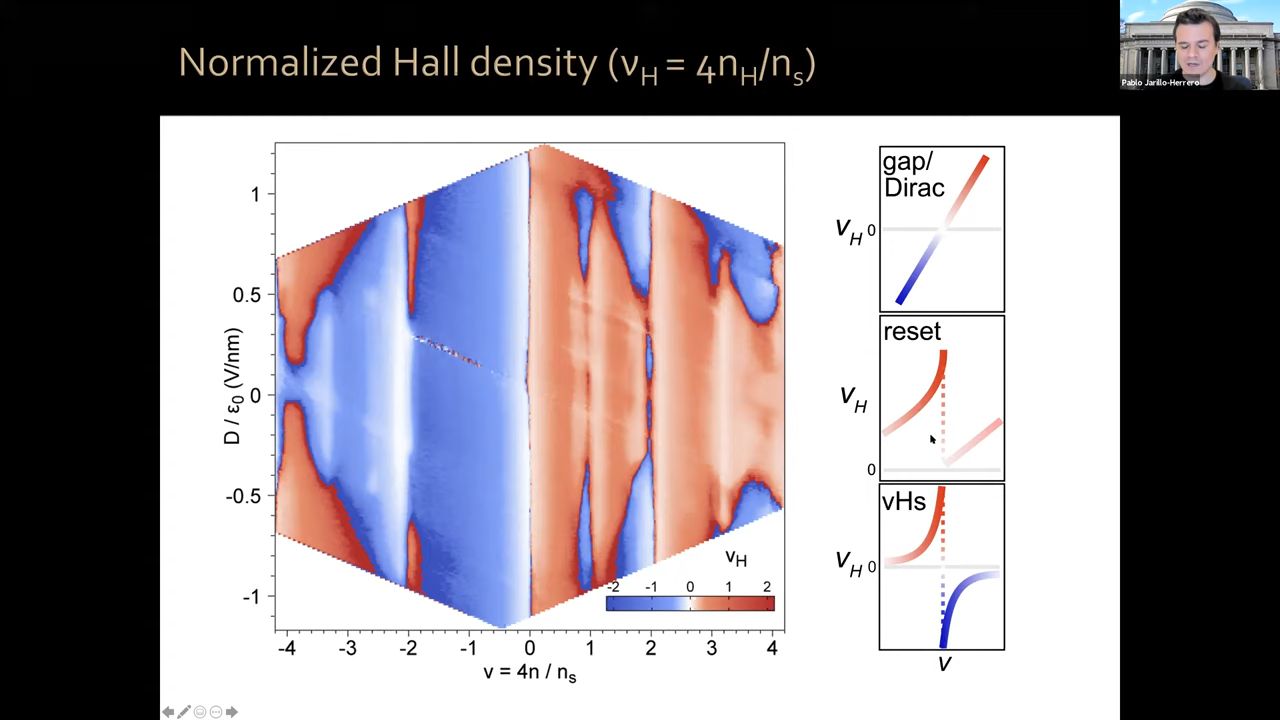 Normalized Hall density (νH = 4nH/ns)
Pablo Jarillo-Herrero
1
0.5
0
-0.5
-1
D / ε0 (V/nm)
-4 -3 -2 -1 0 1 2 3 4
ν = 4n / ns
νH
-2 -1 0 1 2
gap/
Dirac
νH 0
reset
νH
0
vHs
νH 0
ν